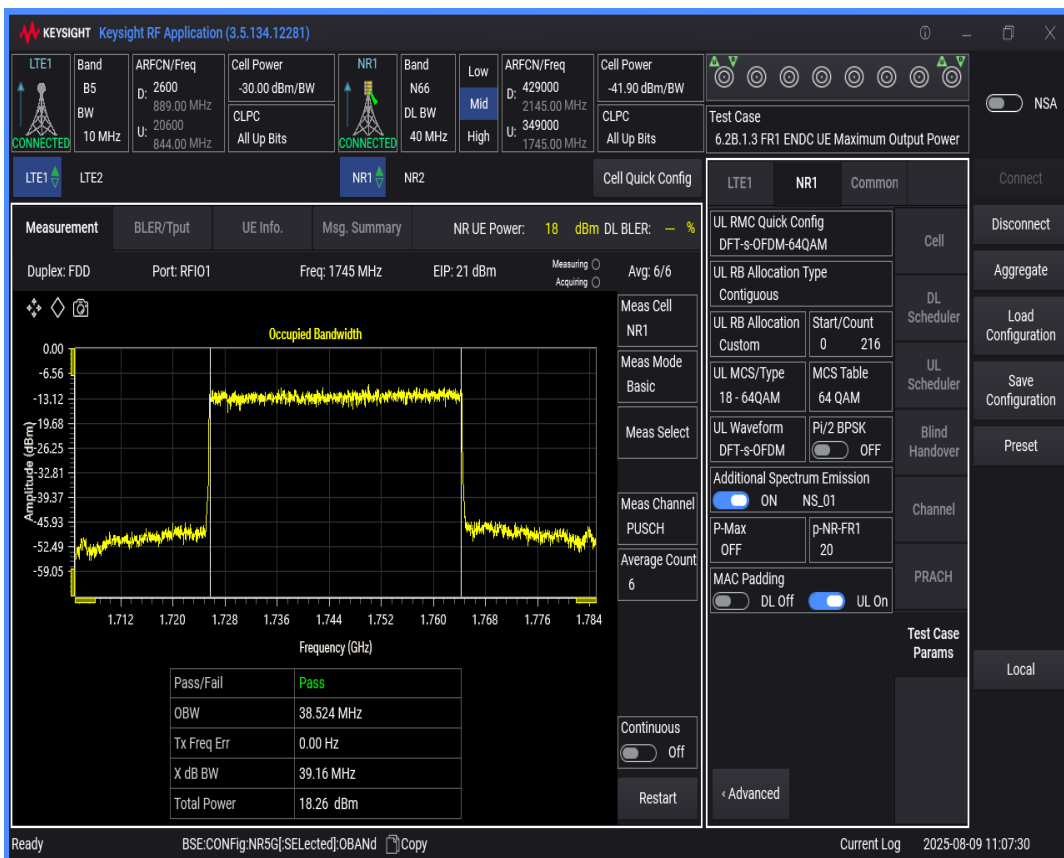 KEYSIGHT Keysight RF Application (3.5.134.12281)
LTE1 Band ARFCN/Freq Cell Power NR1 Band Low ARFCN/Freq Cell Power
B5 D: 2600 -30.00 dBm/BW N66 D: 429000 -41.90 dBm/BW
889.00 MHz 2145.00 MHz
BW CLPC DL BW Mid CLPC Test Case NSA
CONNECTED 10 MHz U: 20600 All Up Bits CONNECTED 40 MHz High U: 349000 All Up Bits 6.2B.1.3 FR1 ENDC UE Maximum Output Power
844.00 MHz 1745.00 MHz
LTE1 LTE2 NR1 NR2 Cell Quick Config LTE1 NR1 Common Connect
Measurement BLER/Tput UE Info. Msg. Summary NR UE Power: 18 dBm DL BLER: — %
Duplex: FDD Port: RFIO1 Freq: 1745 MHz EIP: 21 dBm Measuring Avg: 6/6
Acquiring
Occupied Bandwidth
0.00
-6.56
-13.12
-19.68
-26.25
-32.81
-39.37
-45.93
-52.49
-59.05
Amplitude (dBm)
1.712 1.720 1.728 1.736 1.744 1.752 1.760 1.768 1.776 1.784
Frequency (GHz)
Pass/Fail Pass
OBW 38.524 MHz
Tx Freq Err 0.00 Hz
X dB BW 39.16 MHz
Total Power 18.26 dBm
Meas Cell
NR1
Meas Mode
Basic
Meas Select
Meas Channel
PUSCH
Average Count
6
Continuous
Off
Restart
UL RMC Quick Config
DFT-s-OFDM-64QAM
UL RB Allocation Type
Contiguous
UL RB Allocation Start/Count
Custom 0 216
UL MCS/Type MCS Table
18 - 64QAM 64 QAM
UL Waveform Pi/2 BPSK
DFT-s-OFDM OFF
Additional Spectrum Emission
ON NS_01
P-Max p-NR-FR1
OFF 20
MAC Padding
DL Off UL On
‹ Advanced
Cell
DL
Scheduler
UL
Scheduler
Blind
Handover
Channel
PRACH
Test Case
Params
Disconnect
Aggregate
Load
Configuration
Save
Configuration
Preset
Local
Ready BSE:CONFig:NR5G[:SELected]:OBANd Copy Current Log 2025-08-09 11:07:30